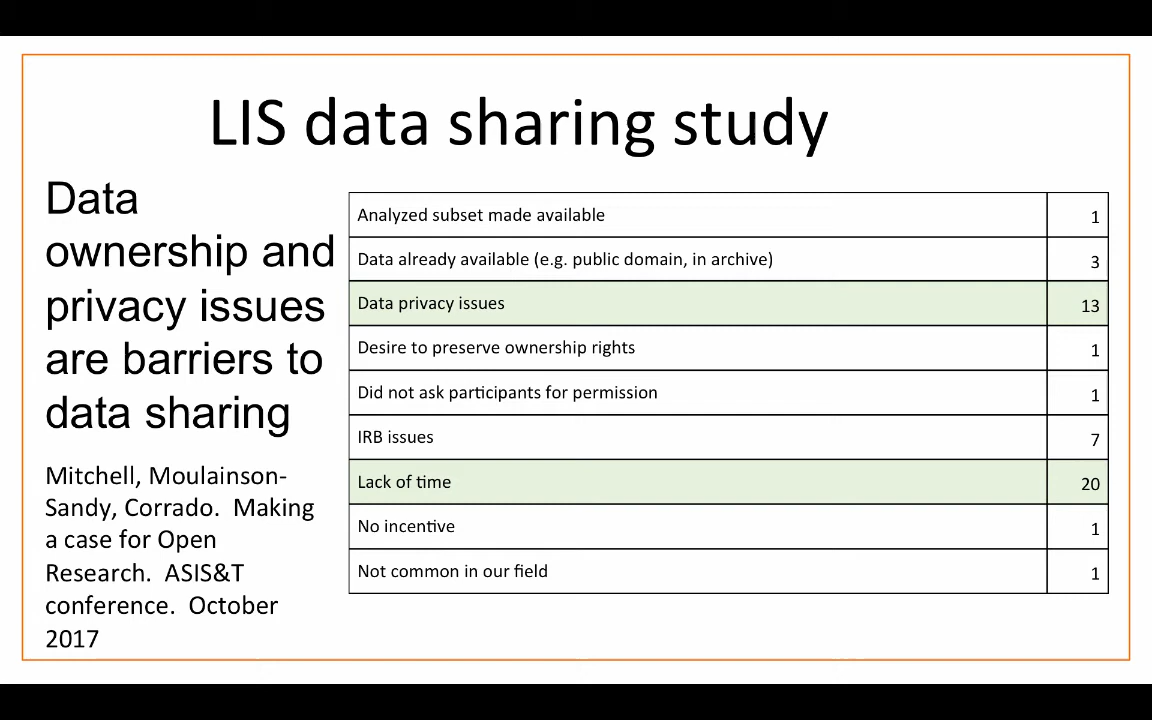 LIS data sharing study
Data
ownership and
privacy issues
are barriers to
data sharing
Mitchell, Moulainson-
Sandy, Corrado. Making
a case for Open
Research. ASIS&T
conference. October
2017
Analyzed subset made available 1
Data already available (e.g. public domain, in archive) 3
Data privacy issues 13
Desire to preserve ownership rights 1
Did not ask participants for permission 1
IRB issues 7
Lack of time 20
No incentive 1
Not common in our field 1